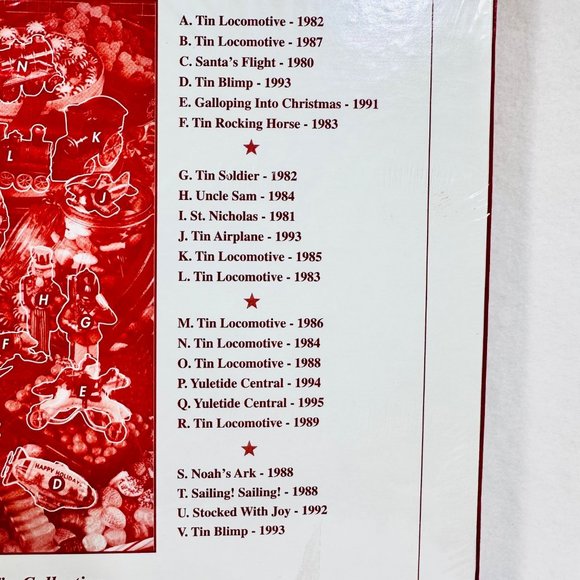 A. Tin Locomotive - 1982
B. Tin Locomotive - 1987
C. Santa's Flight - 1980
D. Tin Blimp - 1993
E. Galloping Into Christmas - 1991
F. Tin Rocking Horse - 1983
G. Tin Soldier - 1982
H. Uncle Sam - 1984
I. St. Nicholas - 1981
J. Tin Airplane - 1993
K. Tin Locomotive - 1985
L. Tin Locomotive - 1983
M. Tin Locomotive - 1986
N. Tin Locomotive - 1984
O. Tin Locomotive - 1988
P. Yuletide Central - 1994
Q. Yuletide Central - 1995
R. Tin Locomotive - 1989
S. Noah's Ark - 1988
T. Sailing! Sailing! - 1988
U. Stocked With Joy - 1992
V. Tin Blimp - 1993
N
K
L
J
H
G
F
E
HAPPY HOLIDAYS
D